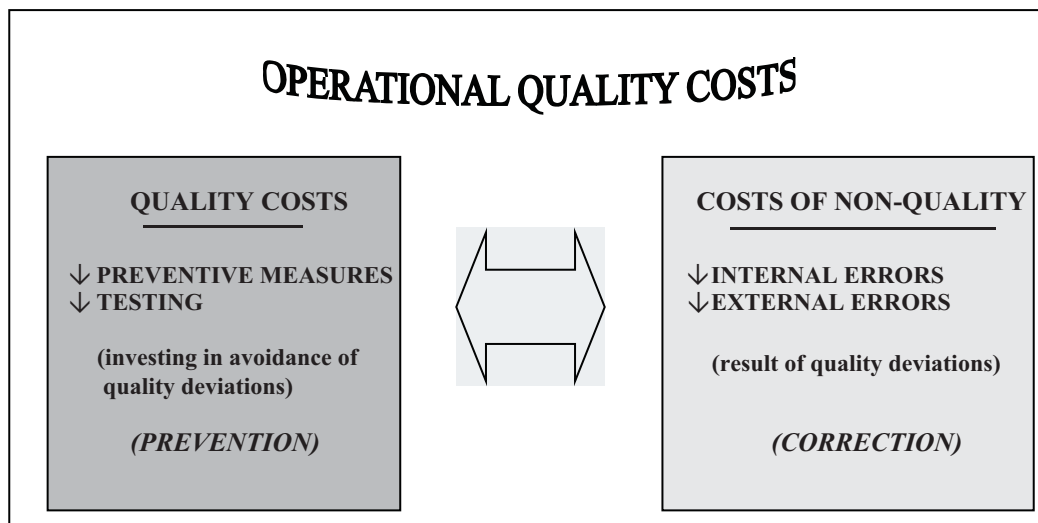 OPERATIONAL QUALITY COSTS
QUALITY COSTS
↓ PREVENTIVE MEASURES
↓ TESTING
(investing in avoidance of
quality deviations)
(PREVENTION)
COSTS OF NON-QUALITY
↓INTERNAL ERRORS
↓EXTERNAL ERRORS
(result of quality deviations)
(CORRECTION)